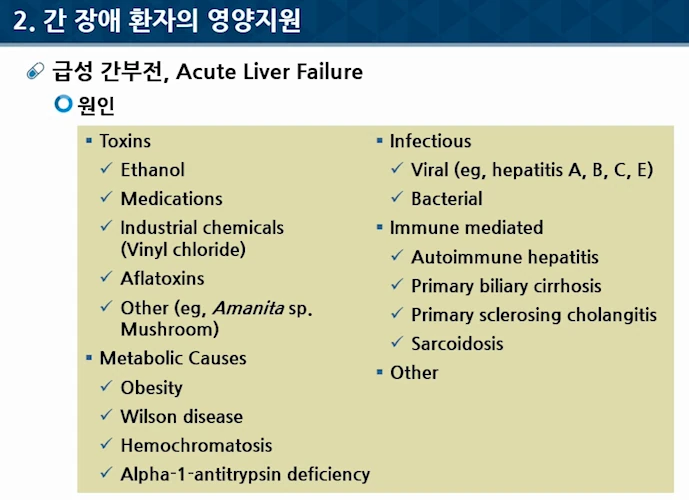 2. 간 장애 환자의 영양지원
급성 간부전, Acute Liver Failure
원인
Toxins
Ethanol
Medications
Industrial chemicals
(Vinyl chloride)
Aflatoxins
Other (eg, Amanita sp.
Mushroom)
Metabolic Causes
Obesity
Wilson disease
Hemochromatosis
Alpha-1-antitrypsin deficiency
Infectious
Viral (eg, hepatitis A, B, C, E)
Bacterial
Immune mediated
Autoimmune hepatitis
Primary biliary cirrhosis
Primary sclerosing cholangitis
Sarcoidosis
Other